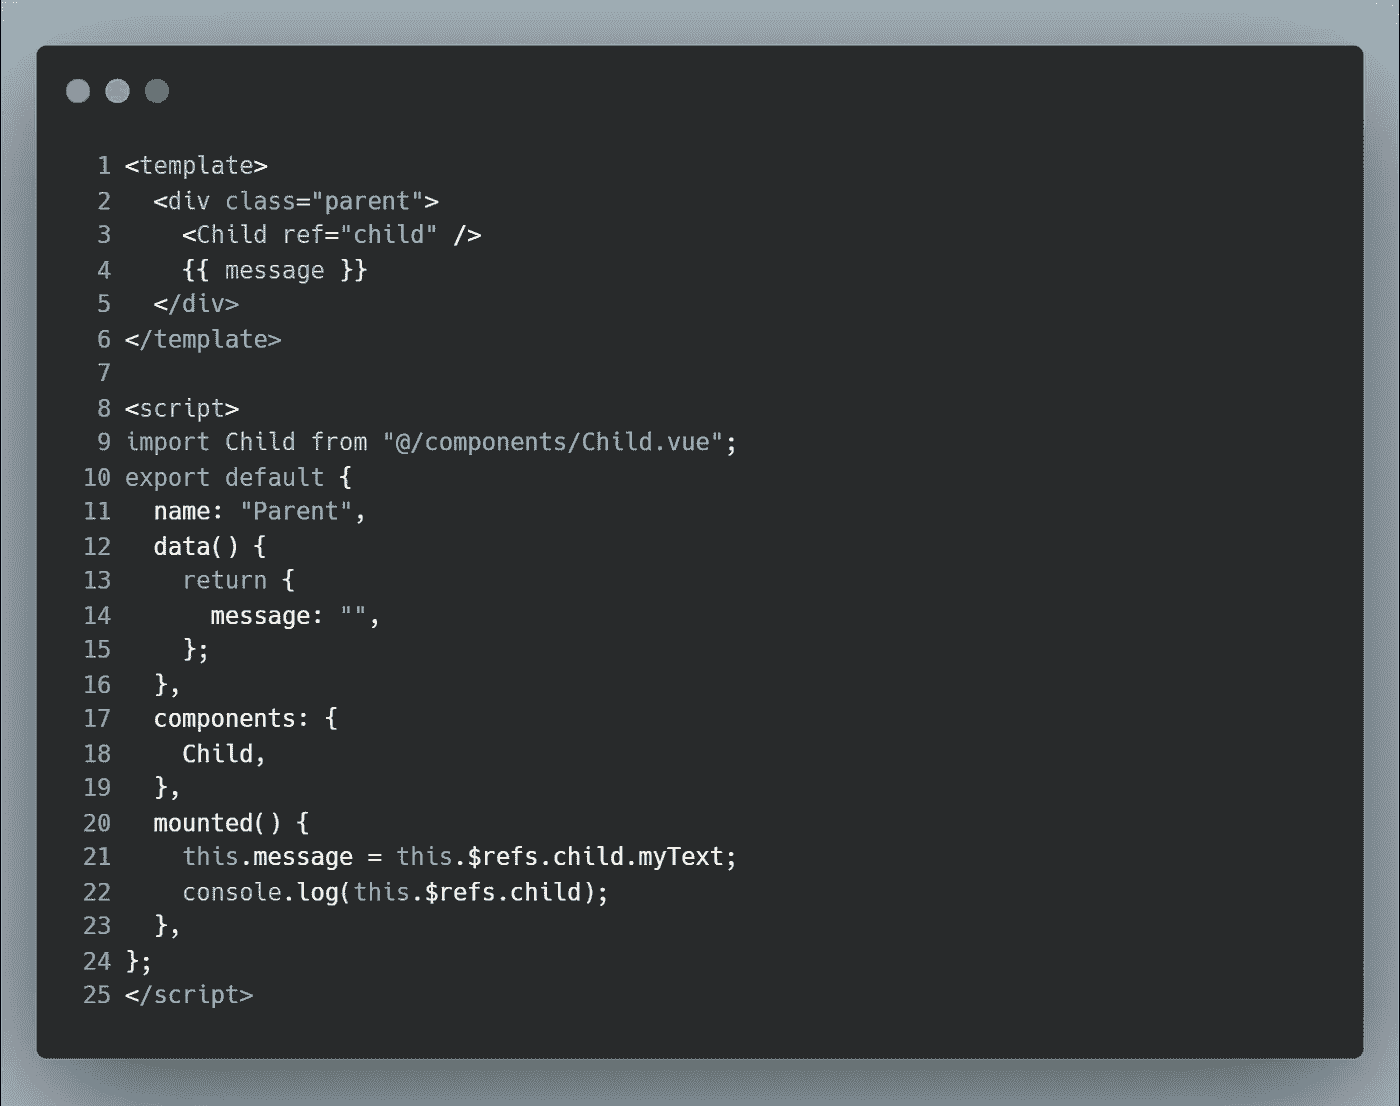 1 <template>
2   <div class="parent">
3     <Child ref="child" />
4     {{ message }}
5   </div>
6 </template>
7
8 <script>
9 import Child from "@/components/Child.vue";
10 export default {
11   name: "Parent",
12   data() {
13     return {
14       message: "",
15     };
16   },
17   components: {
18     Child,
19   },
20   mounted() {
21     this.message = this.$refs.child.myText;
22     console.log(this.$refs.child);
23   },
24 };
25 </script>